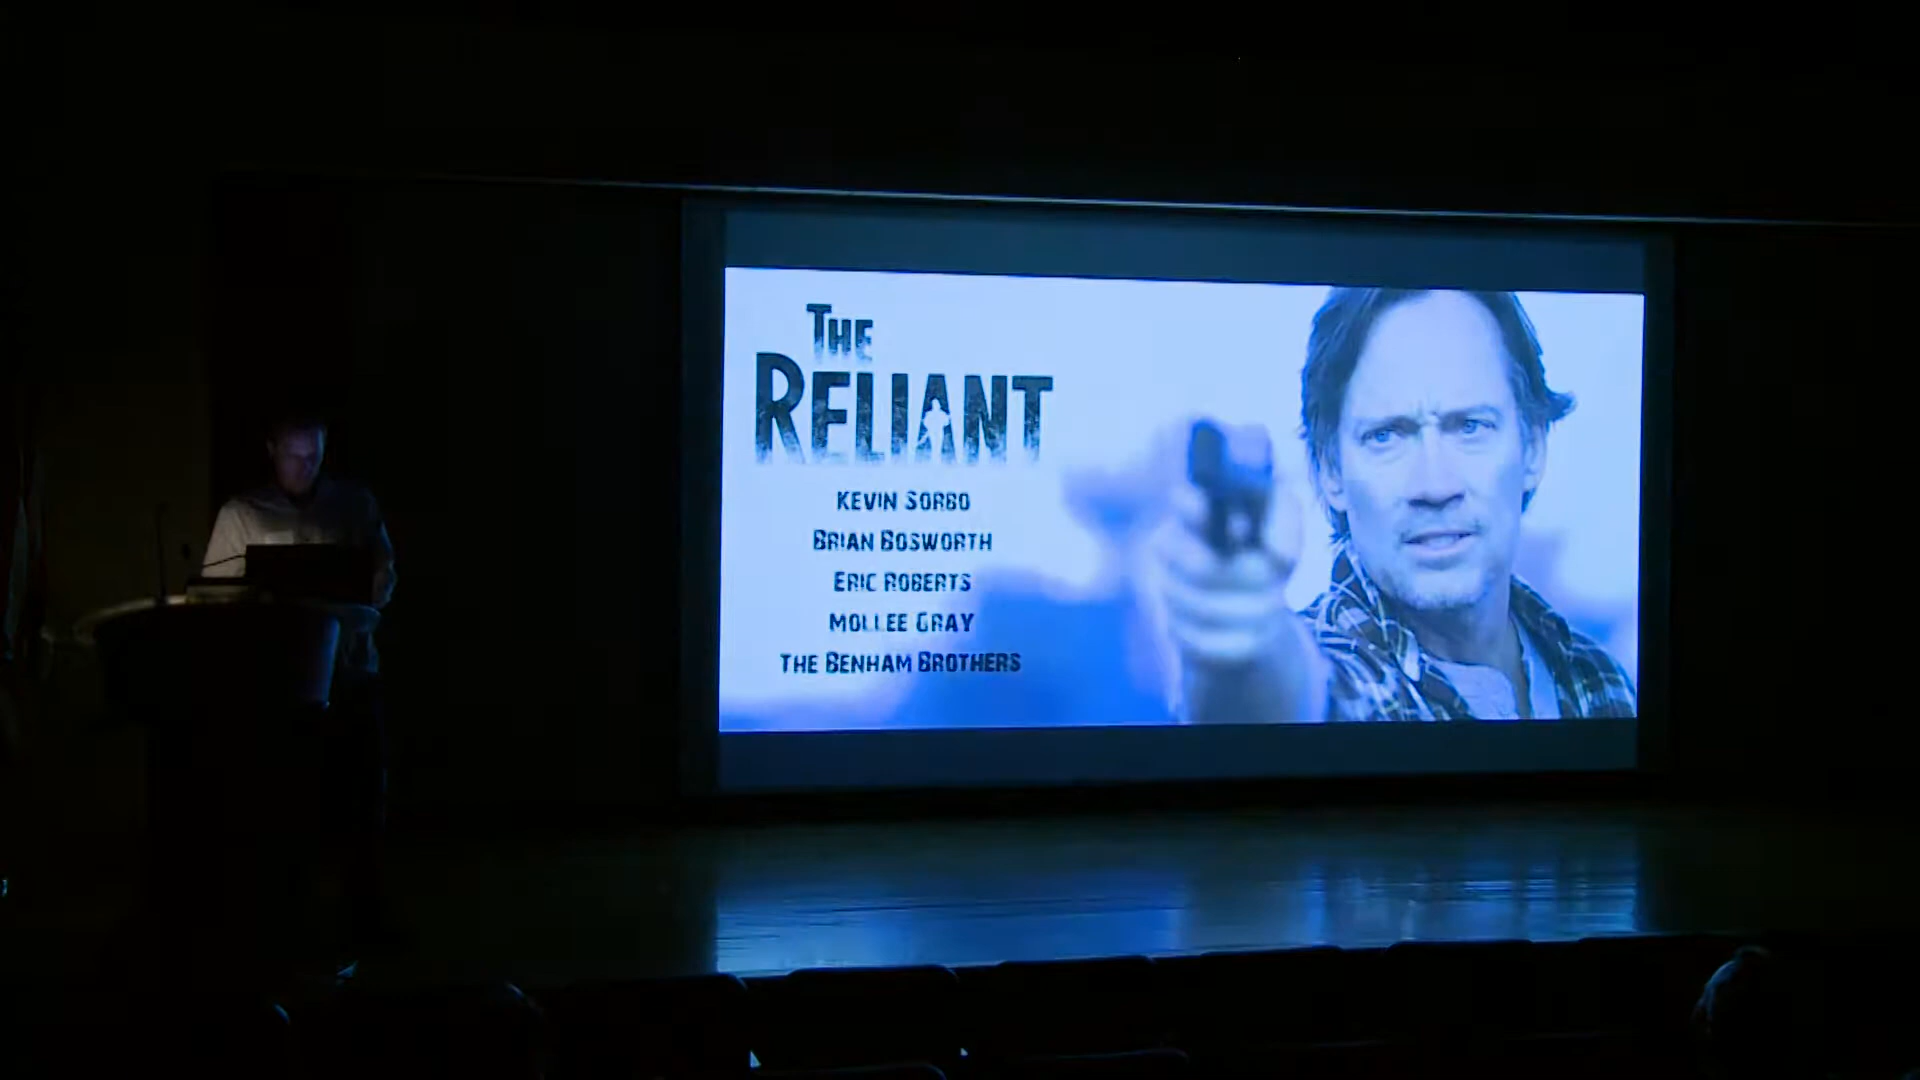 THE
RELIANT
KEVIN SORBO
BRIAN BOSWORTH
ERIC ROBERTS
MOLLEE GRAY
THE BENHAM BROTHERS